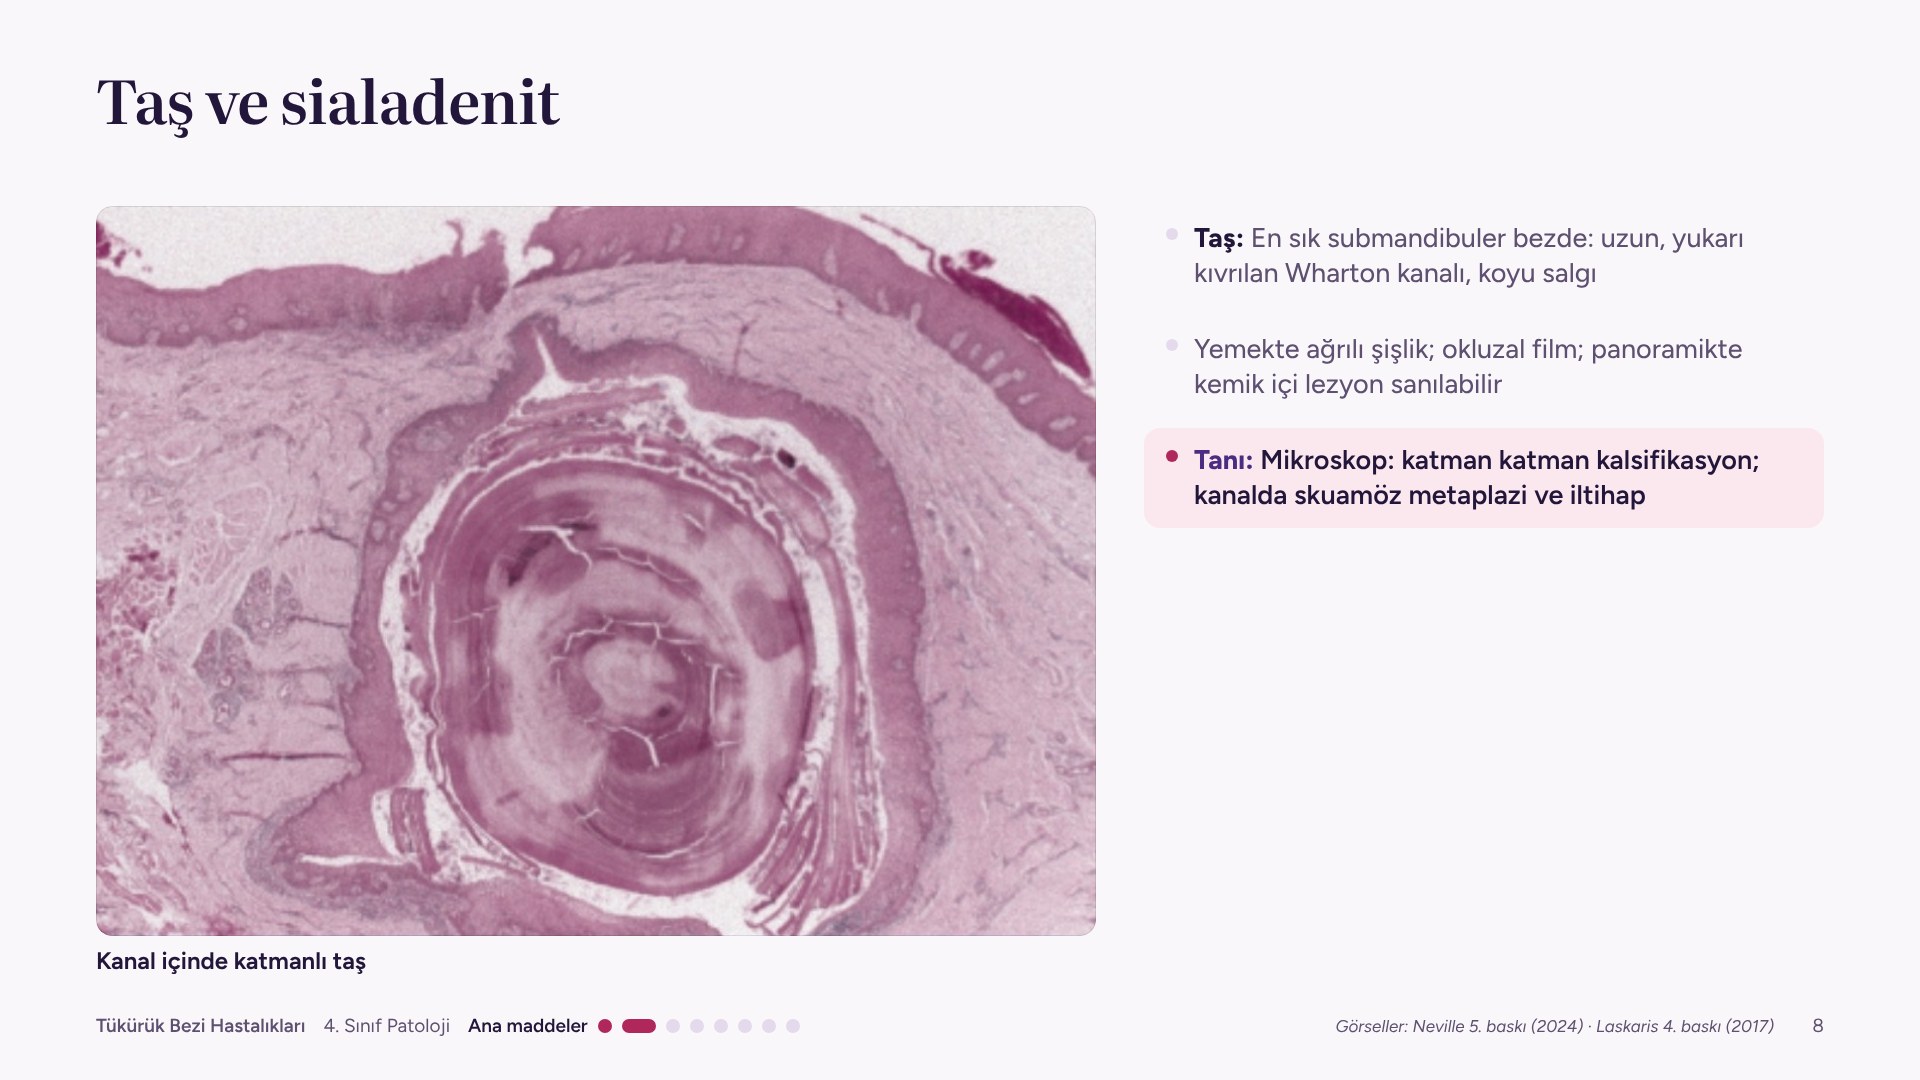 Taş ve sialadenit
Taş: En sık submandibuler bezde: uzun, yukarı
kıvrılan Wharton kanalı, koyu salgı
Yemekte ağrılı şişlik; okluzal film; panoramikte
kemik içi lezyon sanılabilir
Tanı: Mikroskop: katman katman kalsifikasyon;
kanalda skuamöz metaplazi ve iltihap
Kanal içinde katmanlı taş
Tükürük Bezi Hastalıkları 4. Sınıf Patoloji Ana maddeler
Görseller: Neville 5. baskı (2024) · Laskaris 4. baskı (2017) 8